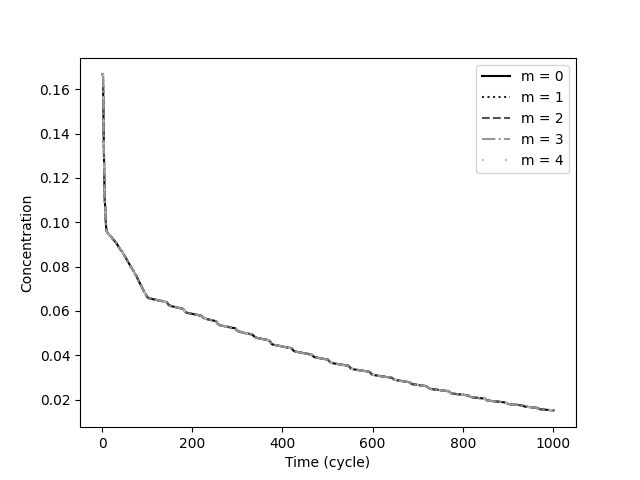 m = 0
m = 1
m = 2
m = 3
m = 4
Concentration
0.16
0.14
0.12
0.10
0.08
0.06
0.04
0.02
0
200
400
600
800
1000
Time (cycle)